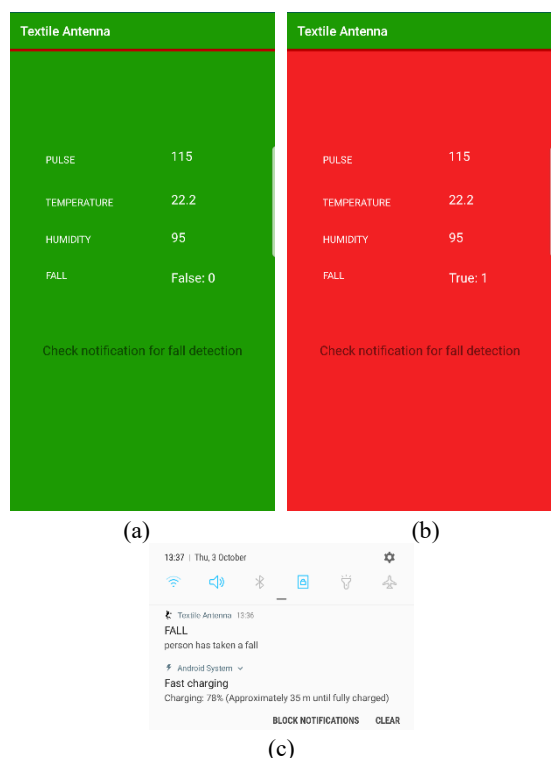 Textile Antenna
PULSE 115
TEMPERATURE 22.2
HUMIDITY 95
FALL False: 0
Check notification for fall detection
(a)
Textile Antenna
PULSE 115
TEMPERATURE 22.2
HUMIDITY 95
FALL True: 1
Check notification for fall detection
(b)
13:37 | Thu, 3 October
Textile Antenna 13:36
FALL
person has taken a fall
Android System
Fast charging
Charging: 78% (Approximately 35 m until fully charged)
BLOCK NOTIFICATIONS CLEAR
(c)